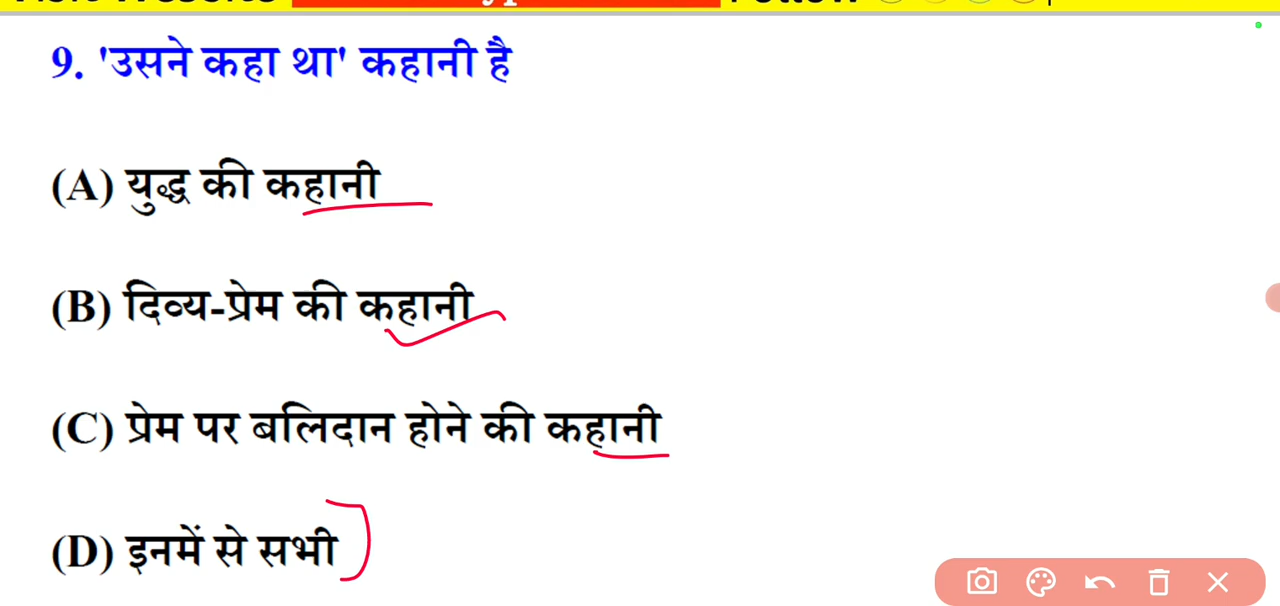 9. 'उसने कहा था' कहानी है
(A) युद्ध की कहानी
(B) दिव्य-प्रेम की कहानी
(C) प्रेम पर बलिदान होने की कहानी
(D) इनमें से सभी